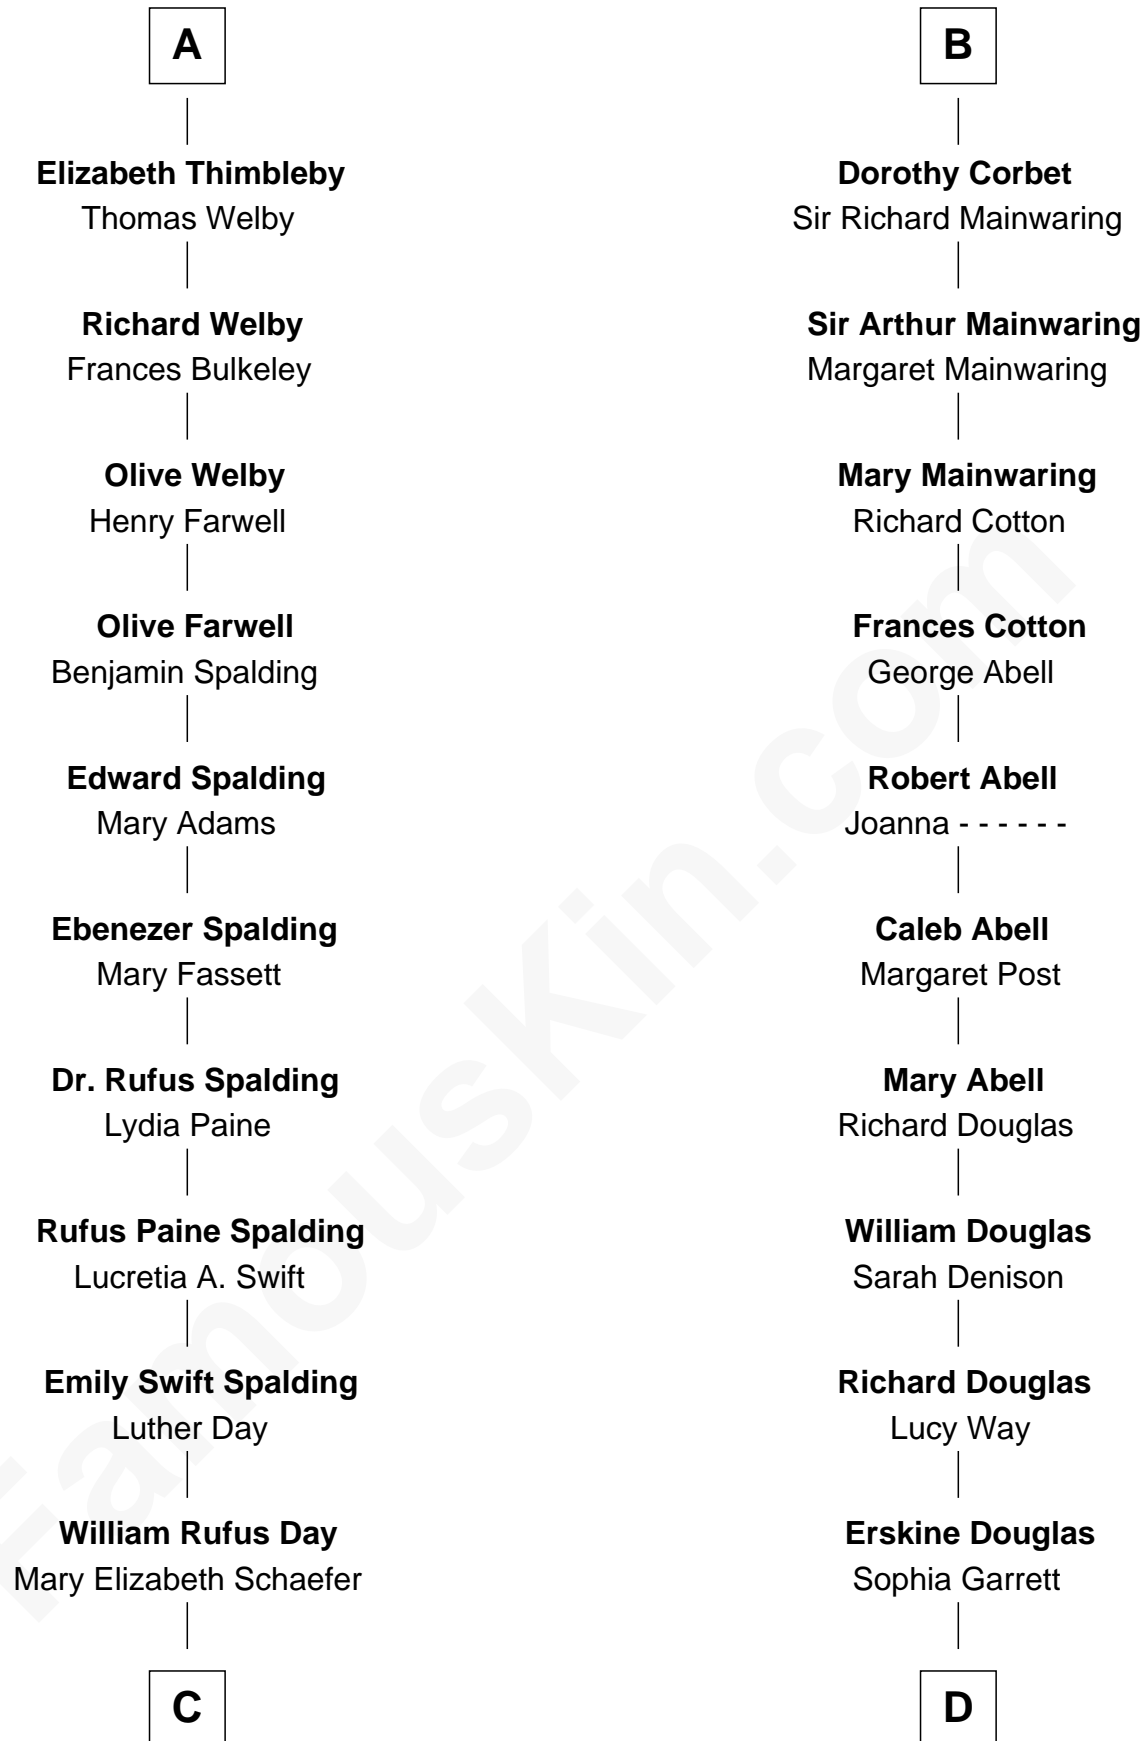 A
Elizabeth Thimbleby
Thomas Welby
Richard Welby
Frances Bulkeley
Olive Welby
Henry Farwell
Olive Farwell
Benjamin Spalding
Edward Spalding
Mary Adams
Ebenezer Spalding
Mary Fassett
Dr. Rufus Spalding
Lydia Paine
Rufus Paine Spalding
Lucretia A. Swift
Emily Swift Spalding
Luther Day
William Rufus Day
Mary Elizabeth Schaefer
C
B
Dorothy Corbet
Sir Richard Mainwaring
Sir Arthur Mainwaring
Margaret Mainwaring
Mary Mainwaring
Richard Cotton
Frances Cotton
George Abell
Robert Abell
Joanna - - - - - -
Caleb Abell
Margaret Post
Mary Abell
Richard Douglas
William Douglas
Sarah Denison
Richard Douglas
Lucy Way
Erskine Douglas
Sophia Garrett
D
FamousKin.com